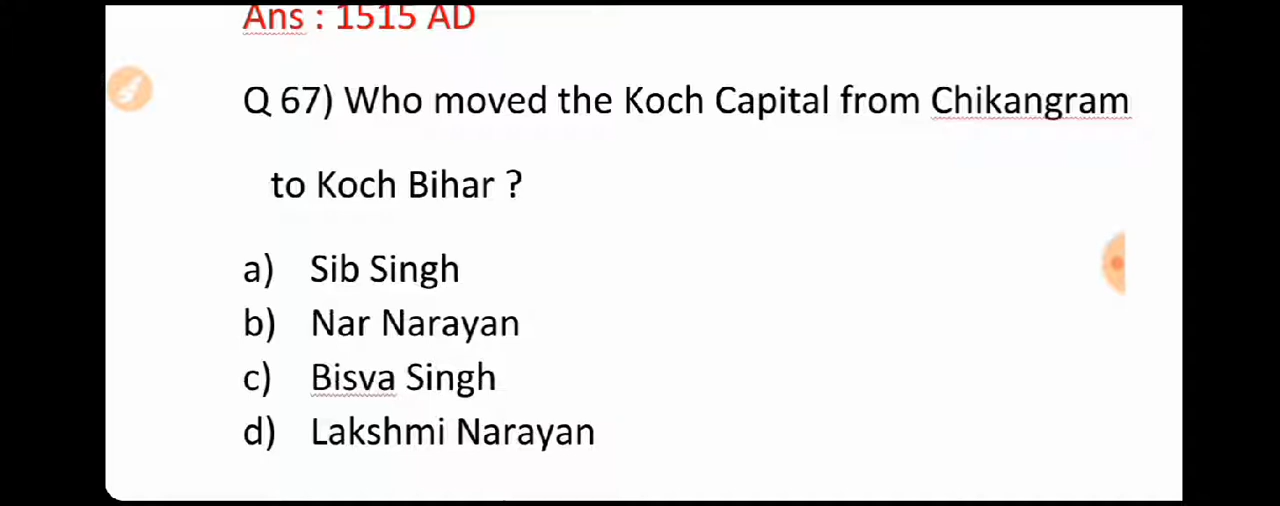 Ans : 1515 AD
Q 67) Who moved the Koch Capital from Chikangram
to Koch Bihar ?
a) Sib Singh
b) Nar Narayan
c) Bisva Singh
d) Lakshmi Narayan